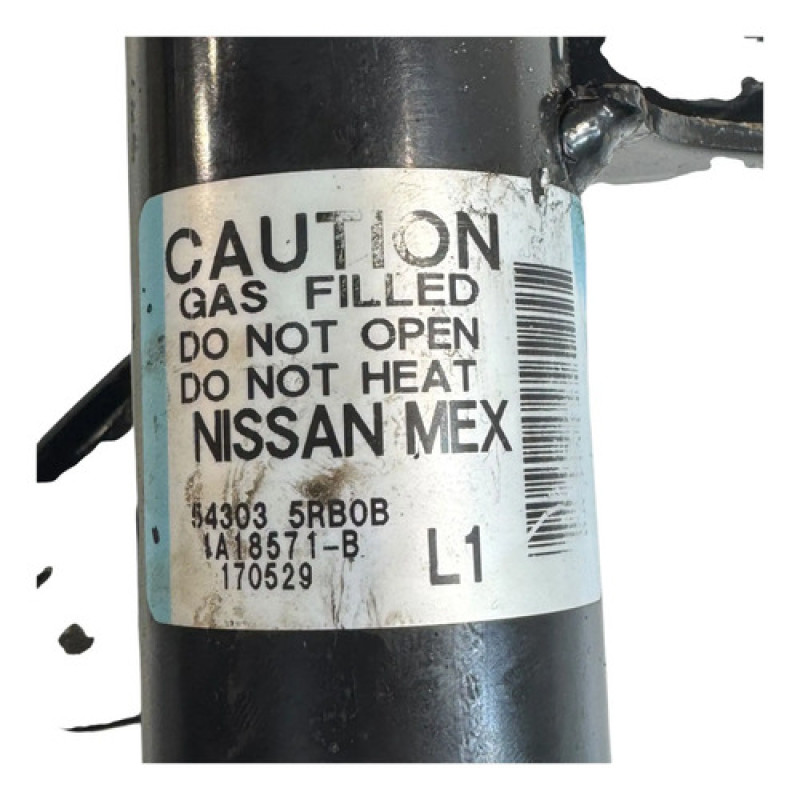 CAUTION
GAS FILLED
DO NOT OPEN
DO NOT HEAT
NISSAN MEX
54303 5RB0B
4A18571-B
170529
L1